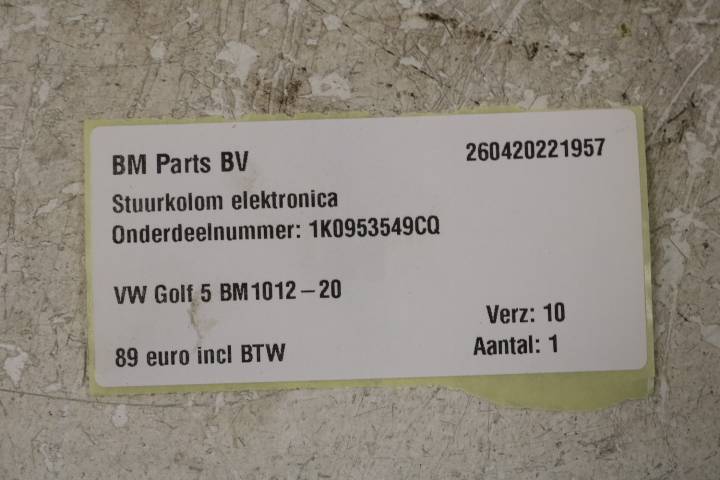 BM Parts BV
260420221957
Stuurkolom elektronica
Onderdeelnummer: 1K0953549CQ
VW Golf 5 BM1012-20
Verz: 10
89 euro incl BTW
Aantal: 1